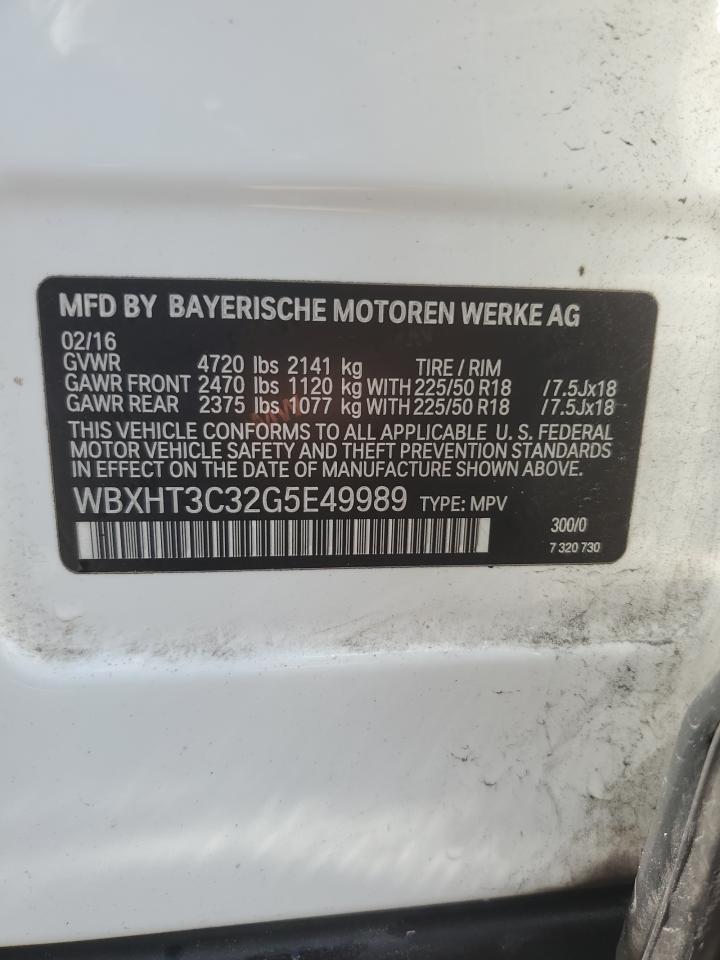 MFD BY BAYERISCHE MOTOREN WERKE AG
02/16
GVWR 4720 lbs 2141 kg TIRE / RIM
GAWR FRONT 2470 lbs 1120 kg WITH 225/50 R18 /7.5Jx18
GAWR REAR 2375 lbs 1077 kg WITH 225/50 R18 /7.5Jx18
THIS VEHICLE CONFORMS TO ALL APPLICABLE U. S. FEDERAL
MOTOR VEHICLE SAFETY AND THEFT PREVENTION STANDARDS
IN EFFECT ON THE DATE OF MANUFACTURE SHOWN ABOVE.
WBXHT3C32G5E49989 TYPE: MPV
300/0
7 320 730